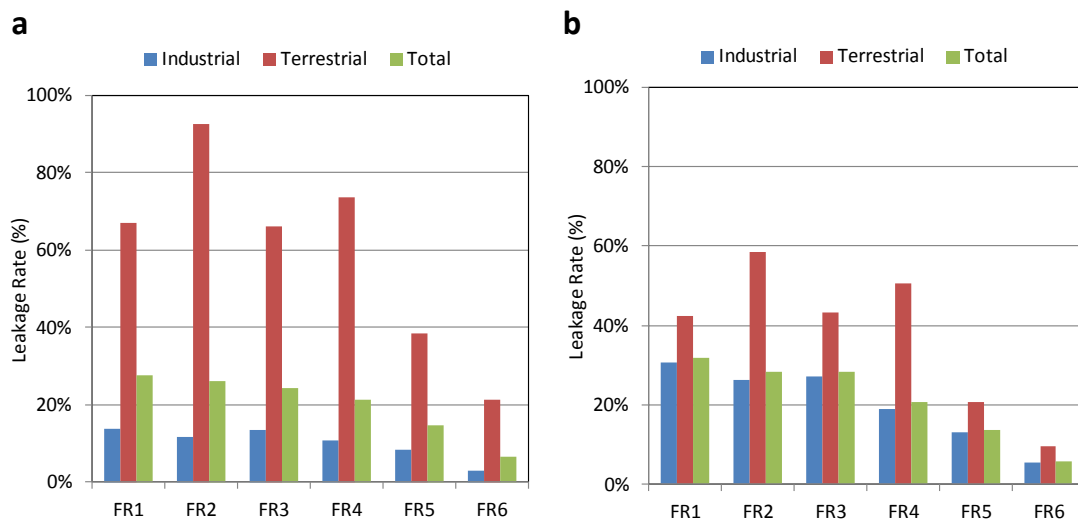 a
Industrial Terrestrial Total
100%
80%
60%
40%
20%
0%
Leakage Rate (%)
FR1 FR2 FR3 FR4 FR5 FR6
b
Industrial Terrestrial Total
100%
80%
60%
40%
20%
0%
Leakage Rate (%)
FR1 FR2 FR3 FR4 FR5 FR6